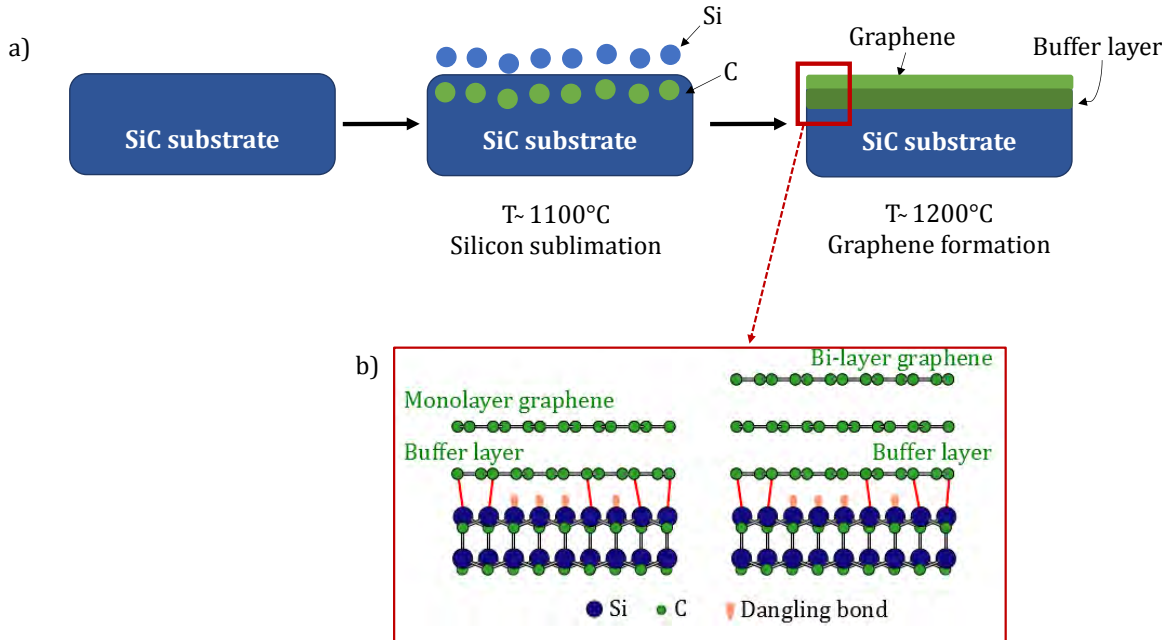 a)
Si
C
Graphene
Buffer layer
SiC substrate
SiC substrate
SiC substrate
T~ 1100°C
Silicon sublimation
T~ 1200°C
Graphene formation
b)
Bi-layer graphene
Monolayer graphene
Buffer layer
Buffer layer
Si
C
Dangling bond